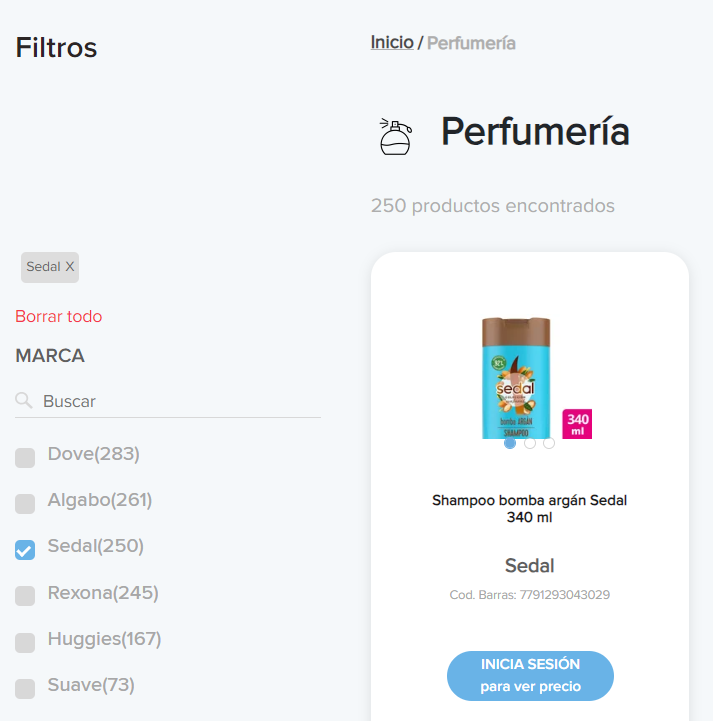 Filtros
Inicio / Perfumería
Perfumería
250 productos encontrados
Sedal X
Borrar todo
MARCA
Buscar
Dove(283)
Algabo(261)
Sedal(250)
Rexona(245)
Huggies(167)
Suave(73)
sedal
bomba ARGÁN
SHAMPOO
340
ml
Shampoo bomba argán Sedal
340 ml
Sedal
Cod. Barras: 7791293043029
INICIA SESIÓN
para ver precio